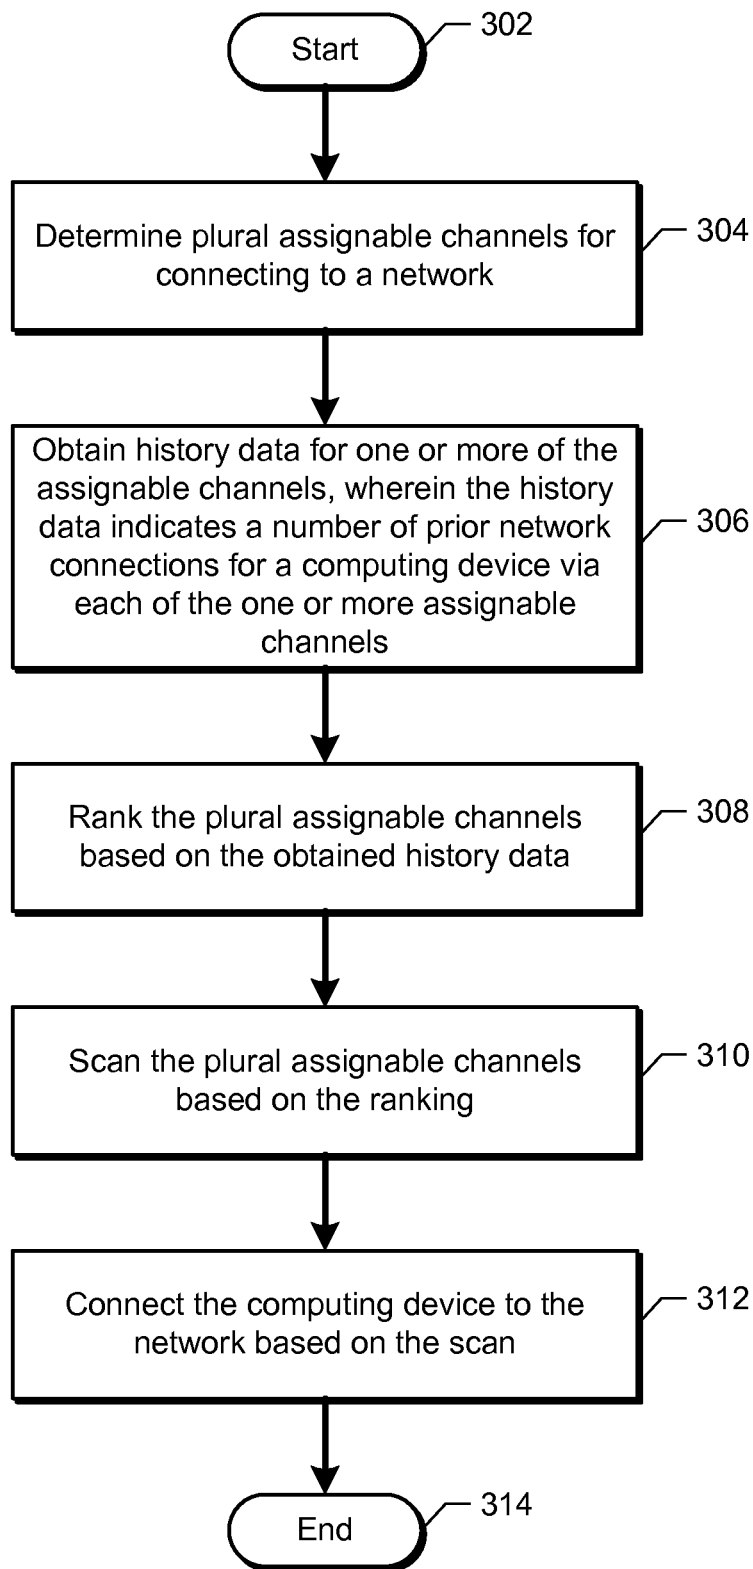 Start
302
Determine plural assignable channels for
connecting to a network
304
Obtain history data for one or more of the
assignable channels, wherein the history
data indicates a number of prior network
connections for a computing device via
each of the one or more assignable
channels
306
Rank the plural assignable channels
based on the obtained history data
308
Scan the plural assignable channels
based on the ranking
310
Connect the computing device to the
network based on the scan
312
End
314